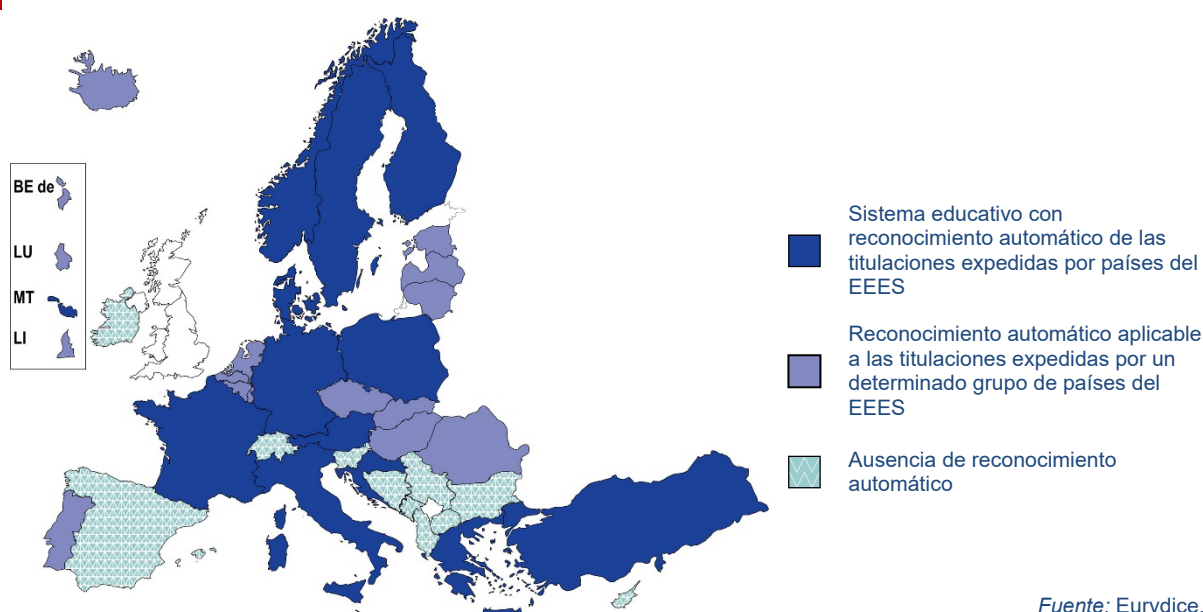 BE de
LU
MT
LI
Sistema educativo con
reconocimiento automático de las
titulaciones expedidas por países del
EEES
Reconocimiento automático aplicable
a las titulaciones expedidas por un
determinado grupo de países del
EEES
Ausencia de reconocimiento
automático
Fuente: Eurydice.